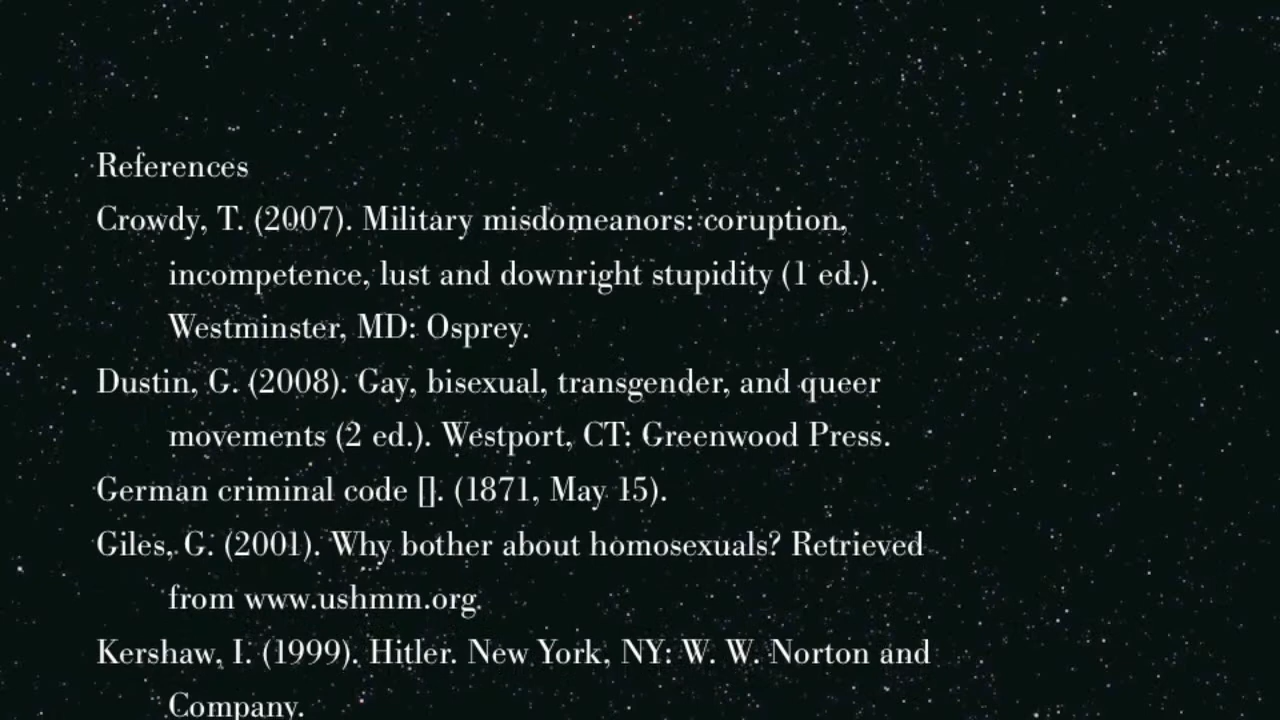 References
Crowdy, T. (2007). Military misdomeanors: coruption,
incompetence, lust and downright stupidity (1 ed.).
Westminster, MD: Osprey.
Dustin, G. (2008). Gay, bisexual, transgender, and queer
movements (2 ed.). Westport, CT: Greenwood Press.
German criminal code []. (1871, May 15).
Giles, G. (2001). Why bother about homosexuals? Retrieved
from www.ushmm.org.
Kershaw, I. (1999). Hitler. New York, NY: W. W. Norton and
Company.